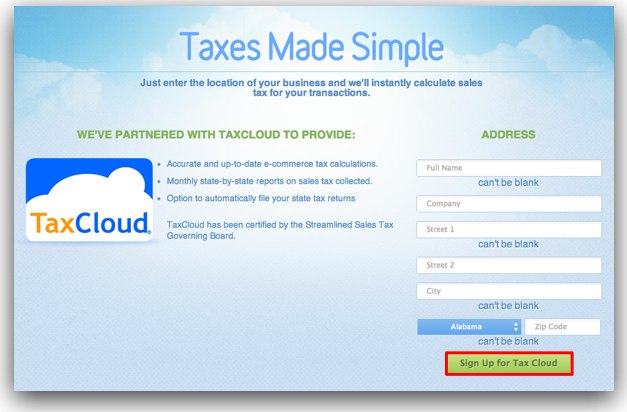 Taxes Made Simple
Just enter the location of your business and we'll instantly calculate sales
tax for your transactions.
WE'VE PARTNERED WITH TAXCLOUD TO PROVIDE:
TaxCloud®
• Accurate and up-to-date e-commerce tax calculations.
• Monthly state-by-state reports on sales tax collected.
• Option to automatically file your state tax returns
TaxCloud has been certified by the Streamlined Sales Tax
Governing Board.
ADDRESS
Full Name
can't be blank
Company
Street 1
can't be blank
Street 2
City
can't be blank
Alabama Zip Code
can't be blank
Sign Up for Tax Cloud